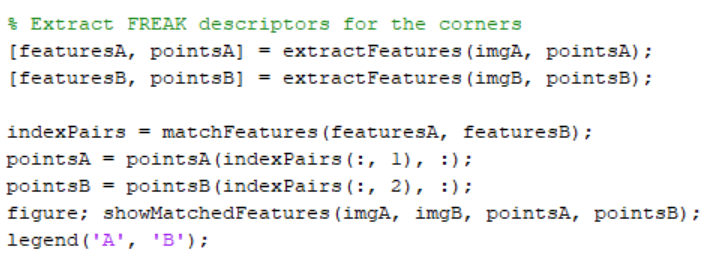 % Extract FREAK descriptors for the corners
[featuresA, pointsA] = extractFeatures(imgA, pointsA);
[featuresB, pointsB] = extractFeatures(imgB, pointsB);
indexPairs = matchFeatures(featuresA, featuresB);
pointsA = pointsA(indexPairs(:, 1), :);
pointsB = pointsB(indexPairs(:, 2), :);
figure; showMatchedFeatures(imgA, imgB, pointsA, pointsB);
legend('A', 'B');